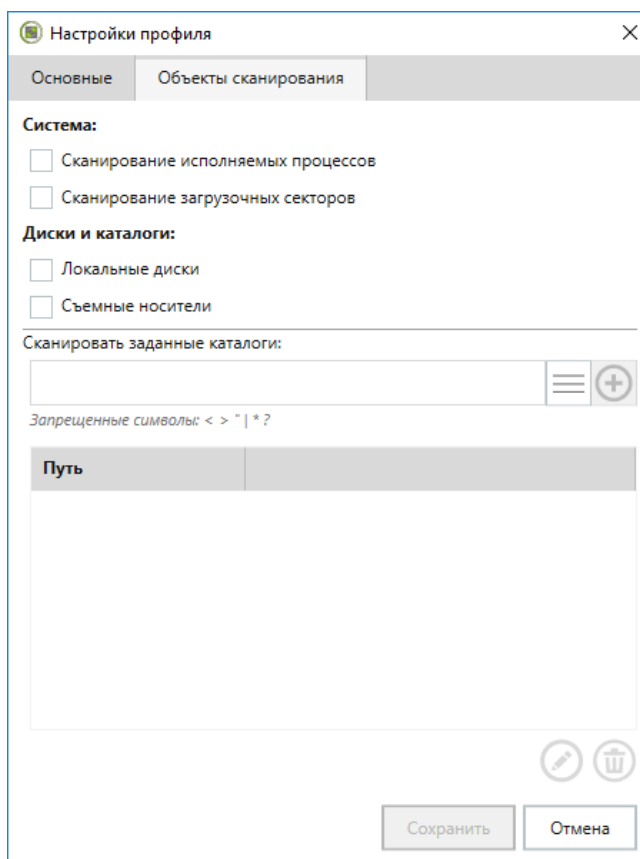 Настройки профиля
Основные
Объекты сканирования
Система:
Сканирование исполняемых процессов
Сканирование загрузочных секторов
Диски и каталоги:
Локальные диски
Съемные носители
Сканировать заданные каталоги:
Запрещенные символы: < > " | * ?
Путь
Сохранить
Отмена